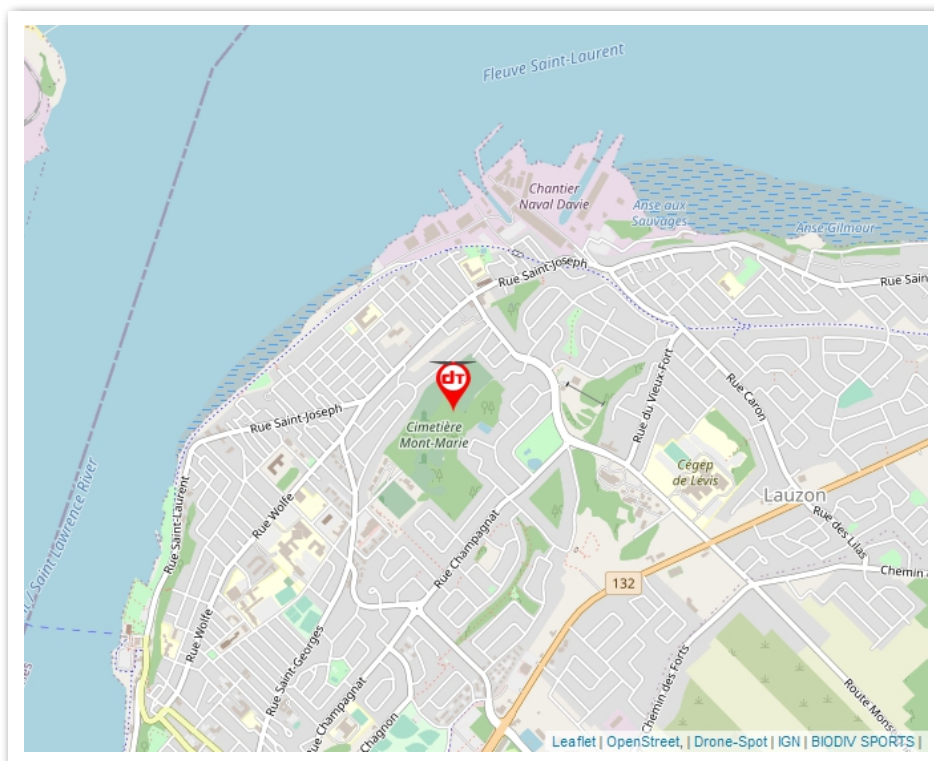 Fleuve Saint-Laurent
Chantier
Naval Davie
Anse aux
Sauvages
Anse Gilmour
Rue Saint-Joseph
Rue Sain
dT
Rue Caron
Rue du Vieux-Fort
Rue Saint-Joseph
Cimetière
Mont-Marie
Cégep
de Lévis
Lauzon
Rue Saint-Laurent
Rue Wolfe
Rue Champagnat
Rue des Lilas
/ Saint Lawrence River
132
Chemin
Rue Wolfe
Rue Saint-Georges
Chemin des Forts
Rue Champagnat
Chagnon
Route Mons
Leaflet | OpenStreet, | Drone-Spot | IGN | BIODIV SPORTS |